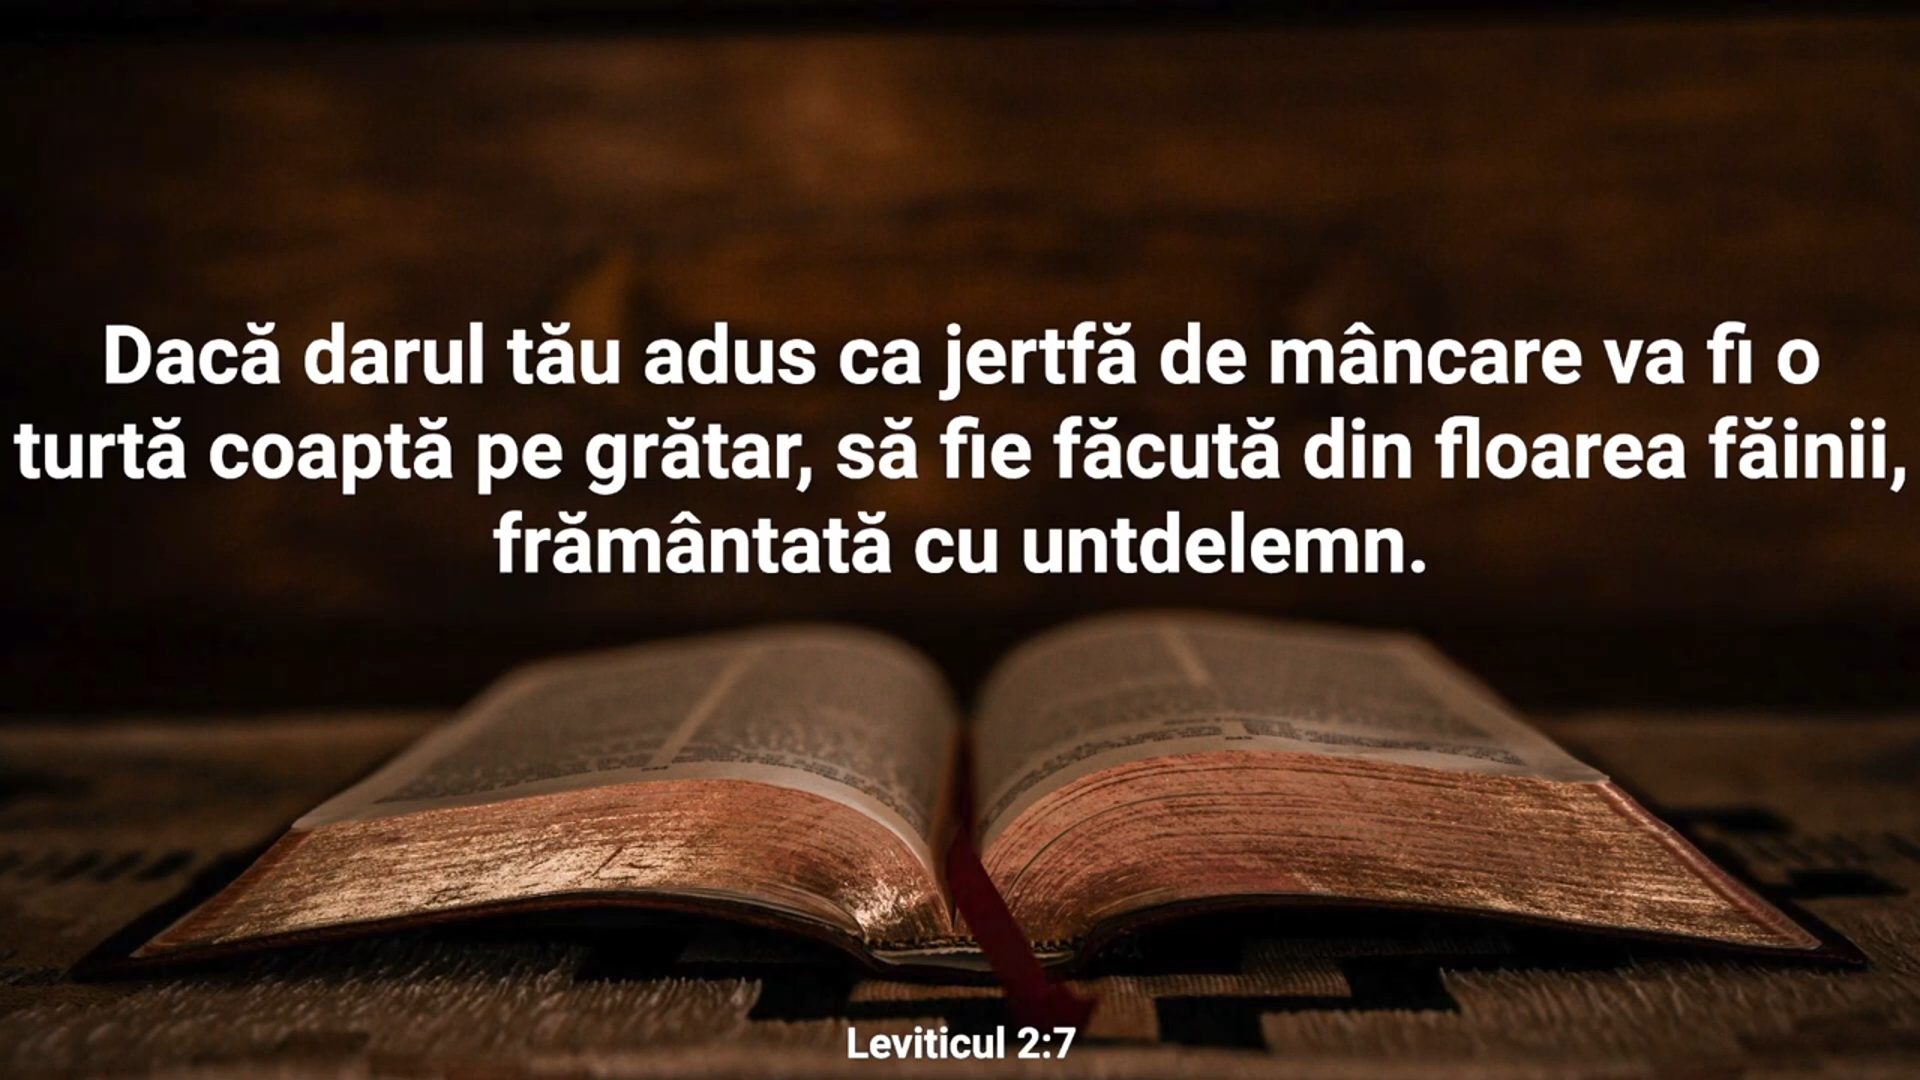 Dacă darul tău adus ca jertfă de mâncare va fi o
turtă coaptă pe grătar, să fie făcută din floarea făinii,
frământată cu untdelemn.
Leviticul 2:7